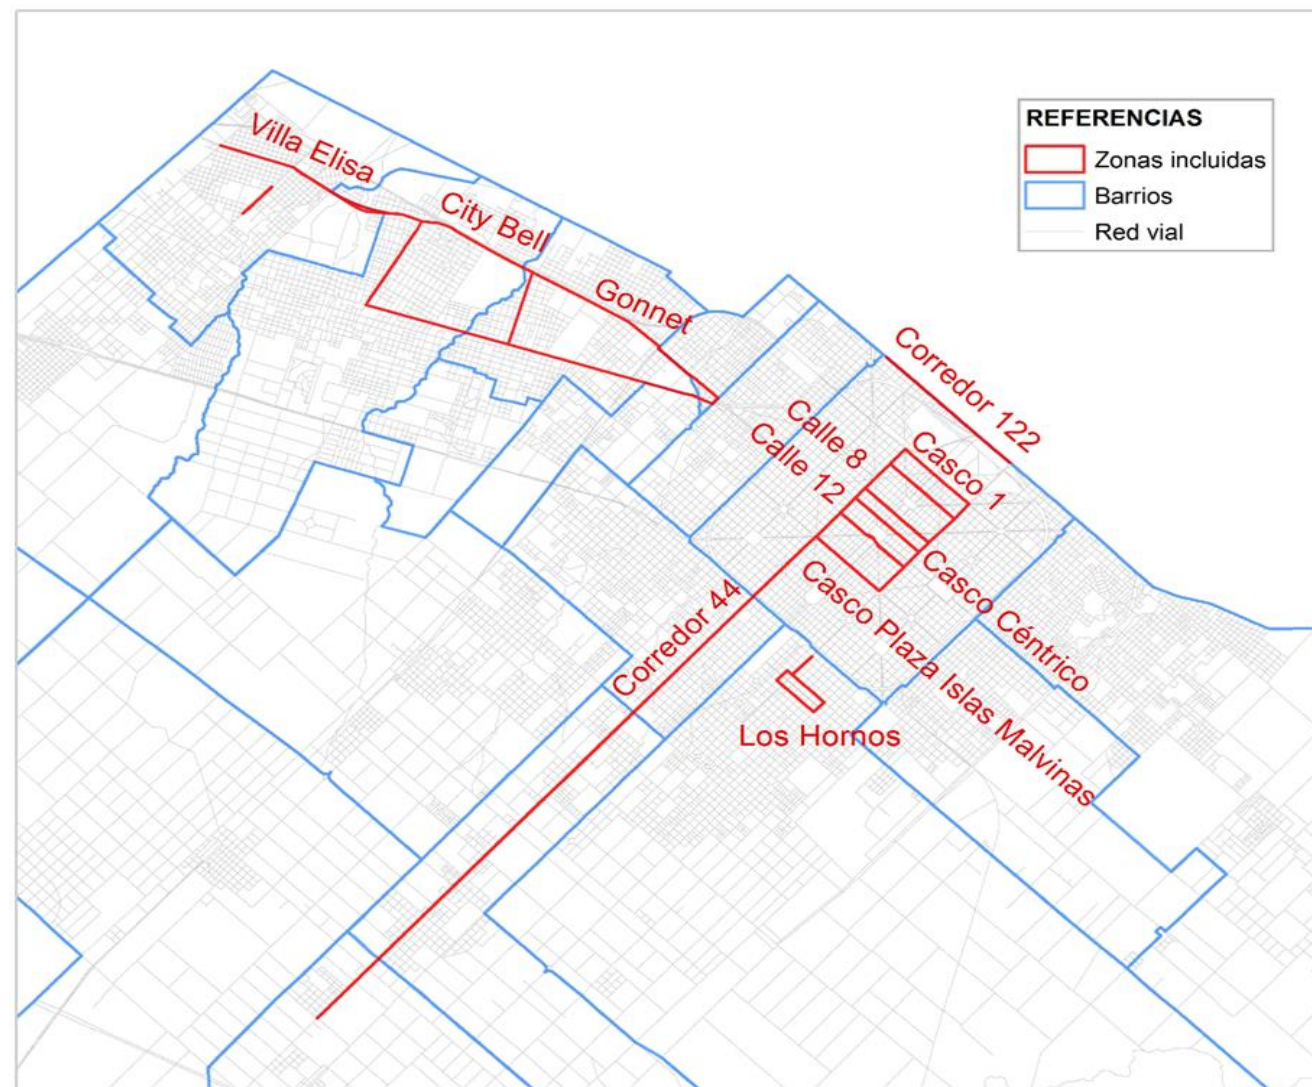 REFERENCIAS
Zonas incluidas
Barrios
Red vial
Villa Elisa
City Bell
Gonnet
Corredor 122
Calle 8
Calle 12
Casco 1
Casco Céntrico
Casco Plaza Islas Malvinas
Corredor 44
Los Hornos